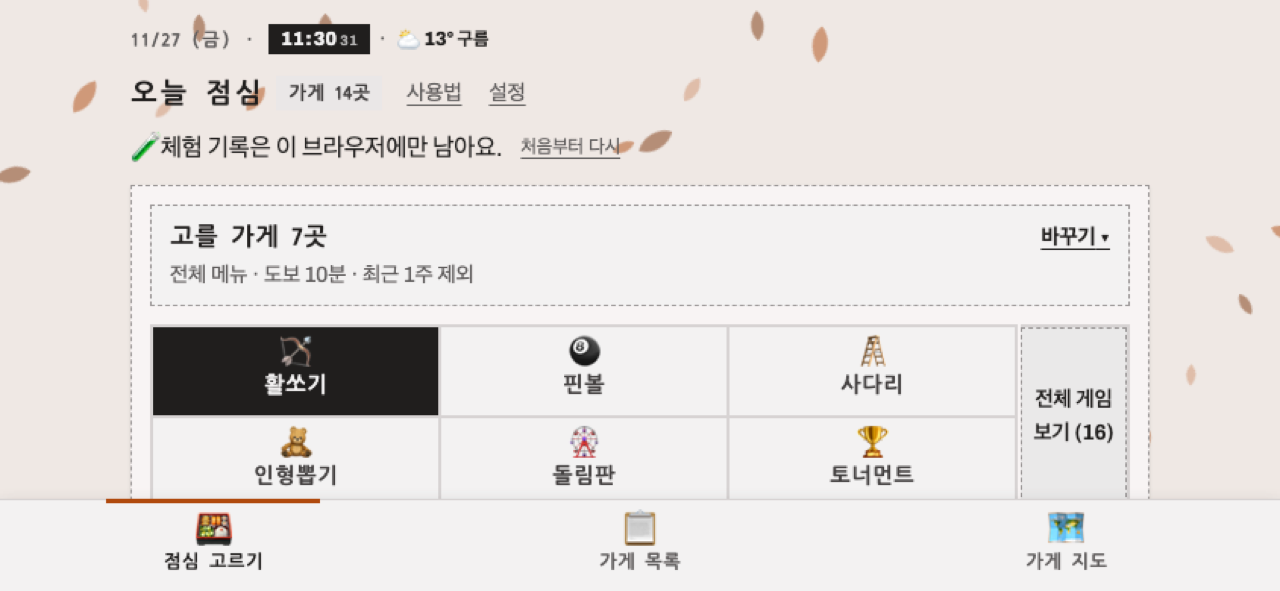 11/27 (금) · 11:30 31 · 13° 구름
오늘 점심 가게 14곳 사용법 설정
체험 기록은 이 브라우저에만 남아요. 처음부터 다시
고를 가게 7곳 바꾸기 ▾
전체 메뉴 · 도보 10분 · 최근 1주 제외
활쏘기 핀볼 사다리
전체 게임
보기 (16)
인형뽑기 돌림판 토너먼트
점심 고르기 가게 목록 가게 지도